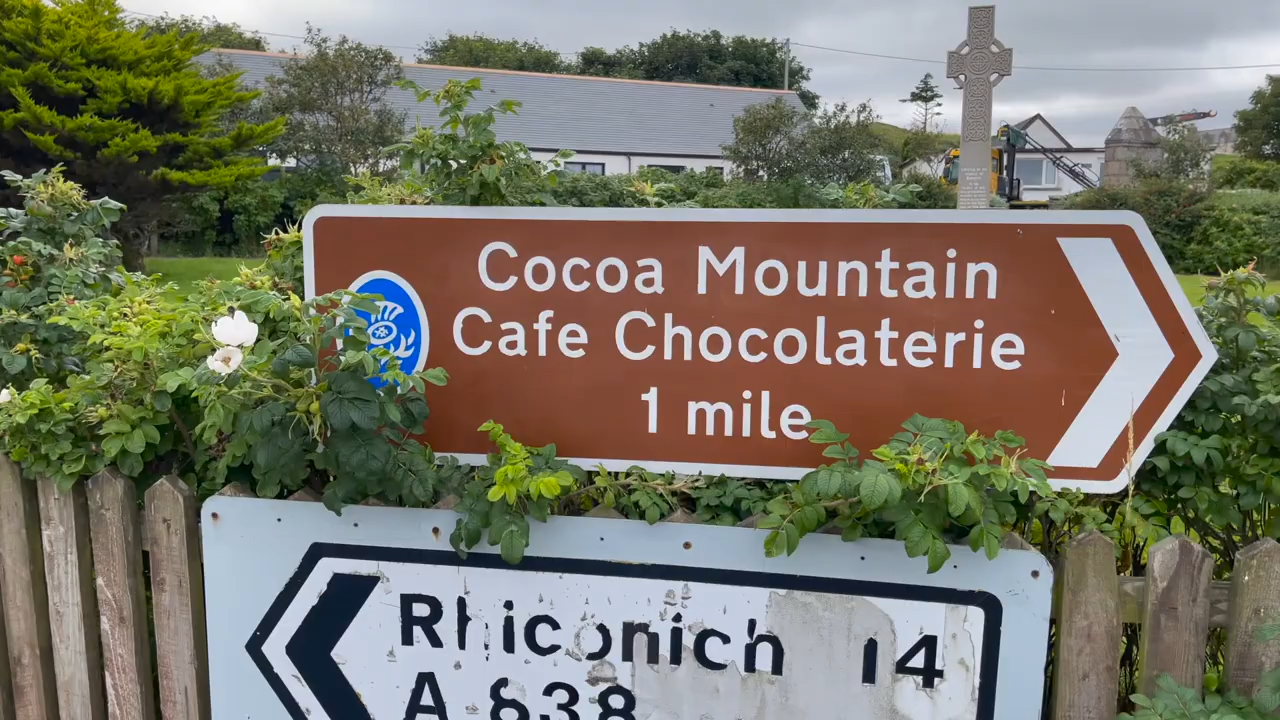 Cocoa Mountain
Cafe Chocolaterie
1 mile
Rhiconich 14
A 838